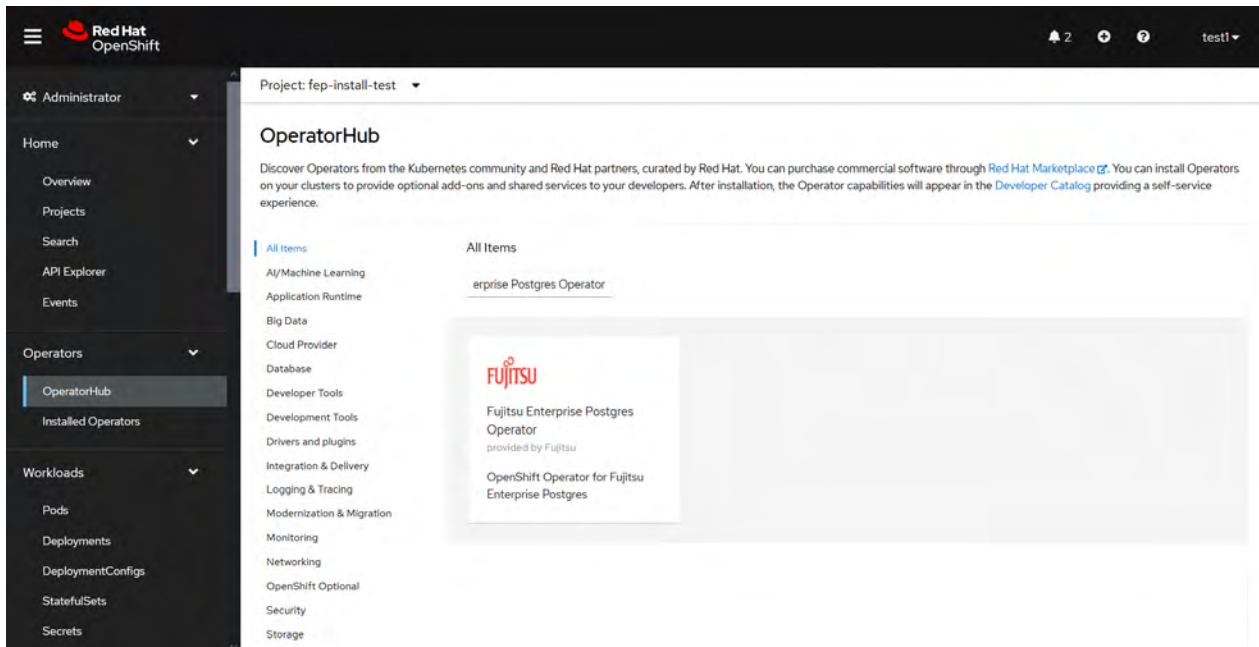 Red Hat
OpenShift
2
test1
Administrator
Home
Overview
Projects
Search
API Explorer
Events
Operators
OperatorHub
Installed Operators
Workloads
Pods
Deployments
DeploymentConfigs
StatefulSets
Secrets
Project: fep-install-test
OperatorHub
Discover Operators from the Kubernetes community and Red Hat partners, curated by Red Hat. You can purchase commercial software through Red Hat Marketplace. You can install Operators
on your clusters to provide optional add-ons and shared services to your developers. After installation, the Operator capabilities will appear in the Developer Catalog providing a self-service
experience.
All Items
AI/Machine Learning
Application Runtime
Big Data
Cloud Provider
Database
Developer Tools
Development Tools
Drivers and plugins
Integration & Delivery
Logging & Tracing
Modernization & Migration
Monitoring
Networking
OpenShift Optional
Security
Storage
All Items
erprise Postgres Operator
FUJITSU
Fujitsu Enterprise Postgres
Operator
provided by Fujitsu
OpenShift Operator for Fujitsu
Enterprise Postgres